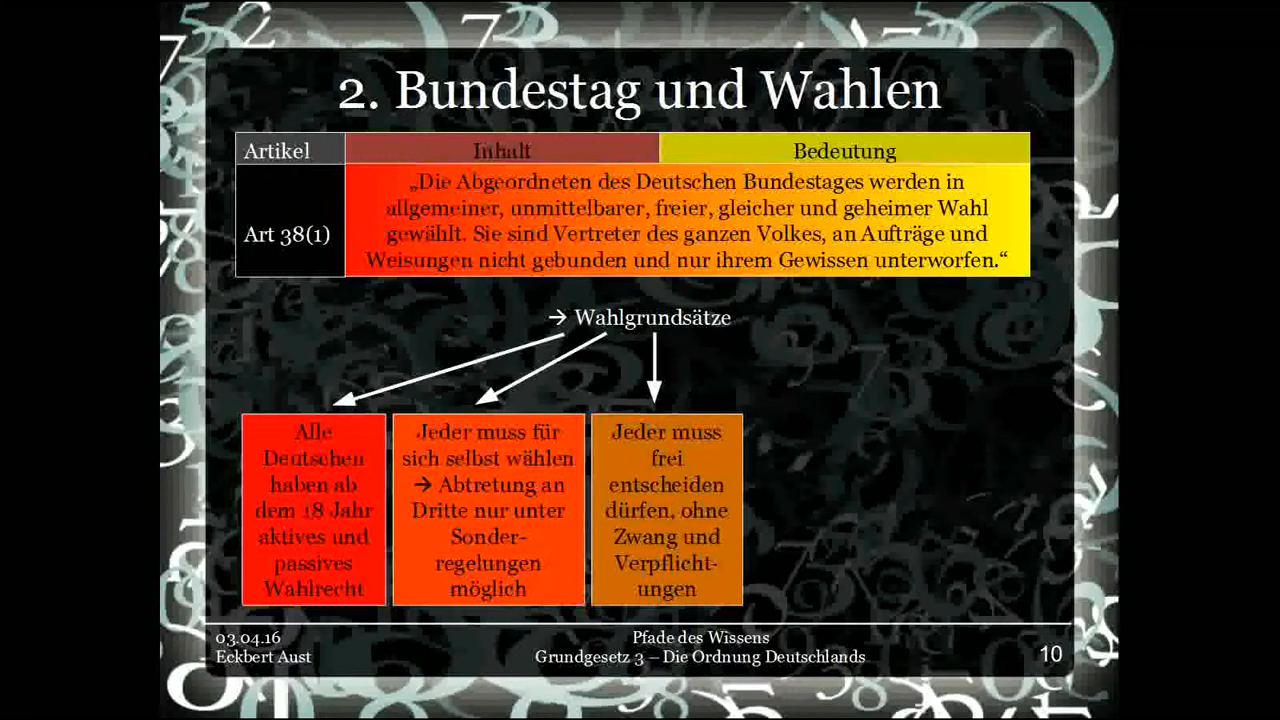 2. Bundestag und Wahlen
Artikel
Inhalt
Bedeutung
Art 38(1)
„Die Abgeordneten des Deutschen Bundestages werden in
allgemeiner, unmittelbarer, freier, gleicher und geheimer Wahl
gewählt. Sie sind Vertreter des ganzen Volkes, an Aufträge und
Weisungen nicht gebunden und nur ihrem Gewissen unterworfen.“
→ Wahlgrundsätze
Alle
Deutschen
haben ab
dem 18 Jahr
aktives und
passives
Wahlrecht
Jeder muss für
sich selbst wählen
→ Abtretung an
Dritte nur unter
Sonder-
regelungen
möglich
Jeder muss
frei
entscheiden
dürfen, ohne
Zwang und
Verpflicht-
ungen
03.04.16
Eckbert Aust
Pfade des Wissens
Grundgesetz 3 – Die Ordnung Deutschlands
10